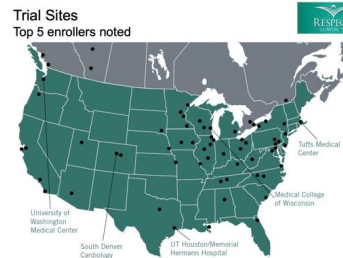 Trial Sites
Top 5 enrollers noted
RESPEC
Tufts Medical
Center
Medical College
of Wisconsin
University of
Washington
Medical Center
South Denver
Cardiology
UT Houston/Memorial
Hermann Hospital